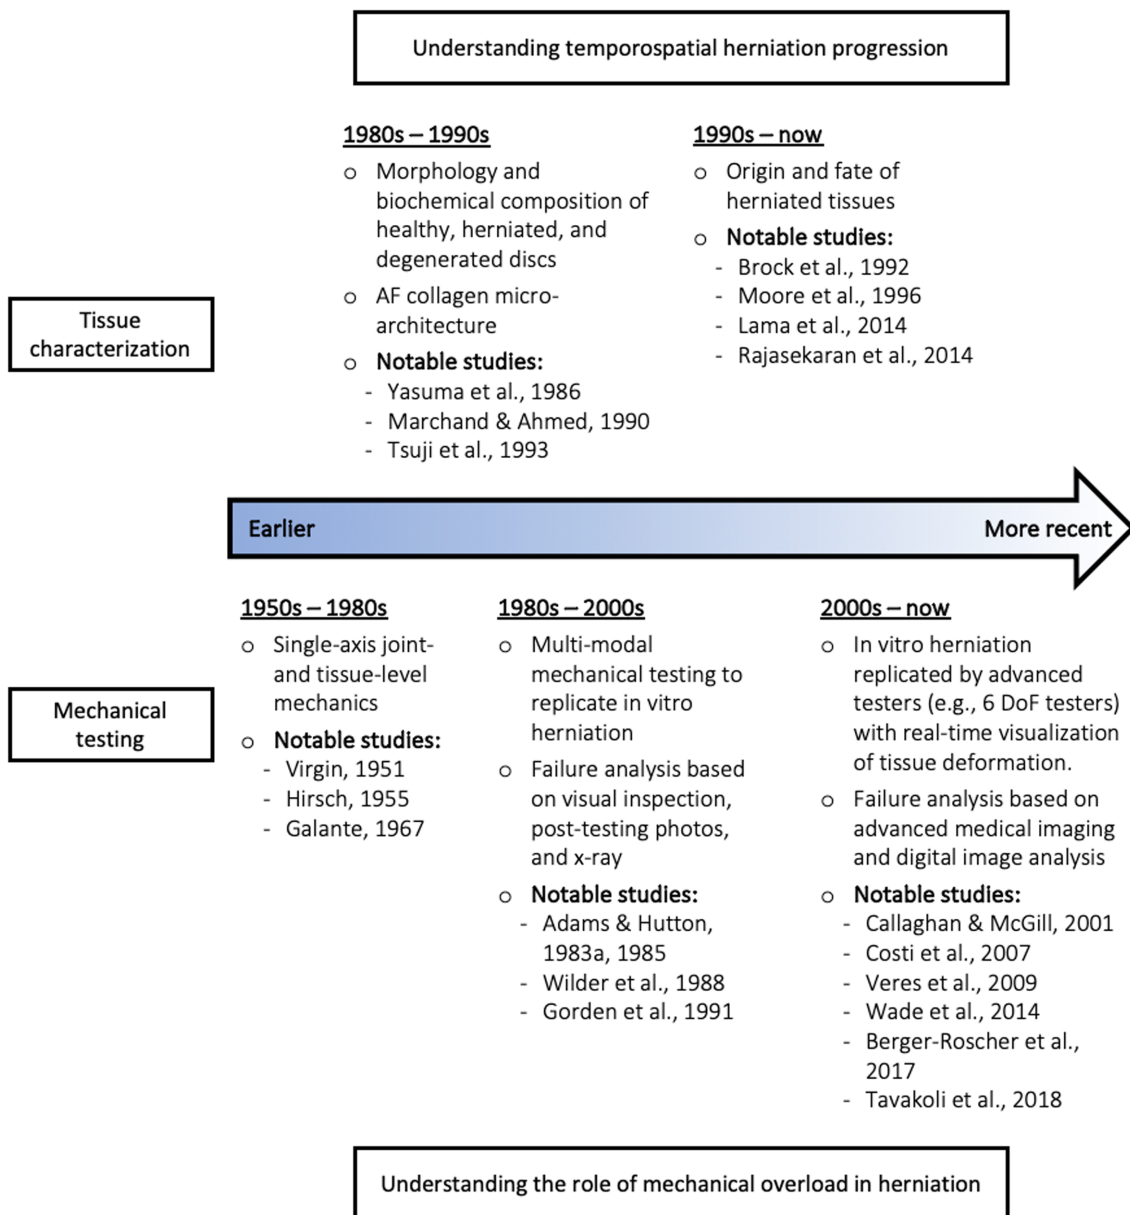 Understanding temporospatial herniation progression
1980s – 1990s
o Morphology and
biochemical composition of
healthy, herniated, and
degenerated discs
o AF collagen micro-
architecture
o Notable studies:
- Yasuma et al., 1986
- Marchand & Ahmed, 1990
- Tsuji et al., 1993
1990s – now
o Origin and fate of
herniated tissues
o Notable studies:
- Brock et al., 1992
- Moore et al., 1996
- Lama et al., 2014
- Rajasekaran et al., 2014
Tissue
characterization
Earlier
More recent
Mechanical
testing
1950s – 1980s
o Single-axis joint-
and tissue-level
mechanics
o Notable studies:
- Virgin, 1951
- Hirsch, 1955
- Galante, 1967
1980s – 2000s
o Multi-modal
mechanical testing to
replicate in vitro
herniation
o Failure analysis based
on visual inspection,
post-testing photos,
and x-ray
o Notable studies:
- Adams & Hutton,
1983a, 1985
- Wilder et al., 1988
- Gorden et al., 1991
2000s – now
o In vitro herniation
replicated by advanced
testers (e.g., 6 DoF testers)
with real-time visualization
of tissue deformation.
o Failure analysis based on
advanced medical imaging
and digital image analysis
o Notable studies:
- Callaghan & McGill, 2001
- Costi et al., 2007
- Veres et al., 2009
- Wade et al., 2014
- Berger-Roscher et al.,
2017
- Tavakoli et al., 2018
Understanding the role of mechanical overload in herniation